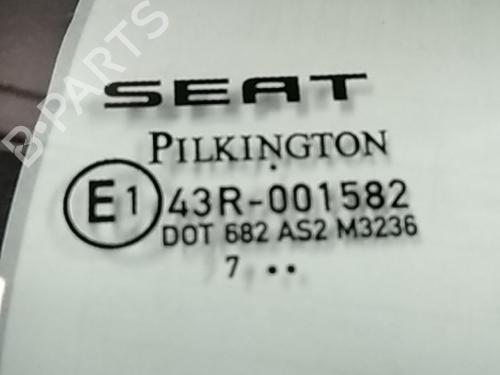 B-PARTS
SEAT
PILKINGTON
E1 43R-001582
DOT 682 AS2 M3236
7 ..